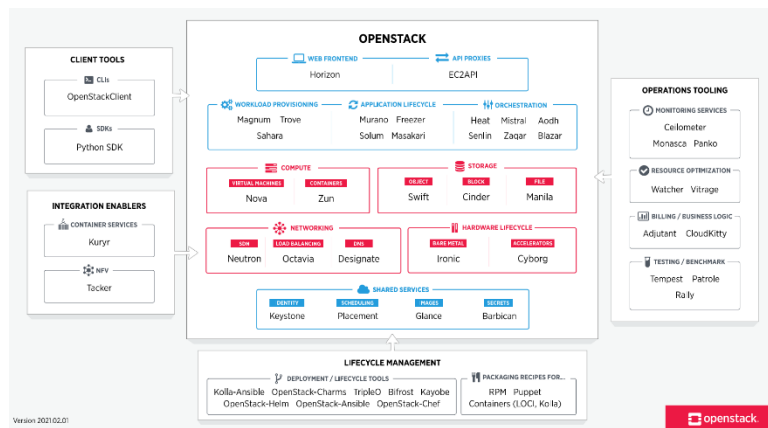 OPENSTACK
WEB FRONTEND
Horizon
API PROXIES
EC2API
WORKLOAD PROVISIONING
Magnum Trove
Sahara
APPLICATION LIFECYCLE
Murano Freezer
Solum Masakari
ORCHESTRATION
Heat Mistral Aodh
Senlin Zaqar Blazar
COMPUTE
VIRTUAL MACHINES
Nova
CONTAINERS
Zun
STORAGE
OBJECT
Swift
BLOCK
Cinder
FILE
Manila
NETWORKING
SDN
Neutron
LOAD BALANCING
Octavia
DNS
Designate
HARDWARE LIFECYCLE
BARE METAL
Ironic
ACCELERATORS
Cyborg
SHARED SERVICES
IDENTITY
Keystone
SCHEDULING
Placement
IMAGES
Glance
SECRETS
Barbican
CLIENT TOOLS
CLIs
OpenStackClient
SDKs
Python SDK
INTEGRATION ENABLERS
CONTAINER SERVICES
Kuryr
NFV
Tacker
OPERATIONS TOOLING
MONITORING SERVICES
Ceilometer
Monasca Panko
RESOURCE OPTIMIZATION
Watcher Vitrage
BILLING / BUSINESS LOGIC
Adjutant CloudKitty
TESTING / BENCHMARK
Tempest Patrole
Rally
LIFECYCLE MANAGEMENT
DEPLOYMENT / LIFECYCLE TOOLS
Kolla-Ansible OpenStack-Charms TripleO Bifrost Kayobe
OpenStack-Helm OpenStack-Ansible OpenStack-Chef
PACKAGING RECIPES FOR...
RPM Puppet
Containers (LOCI, Kolla)
Version 2021.02.01
openstack.